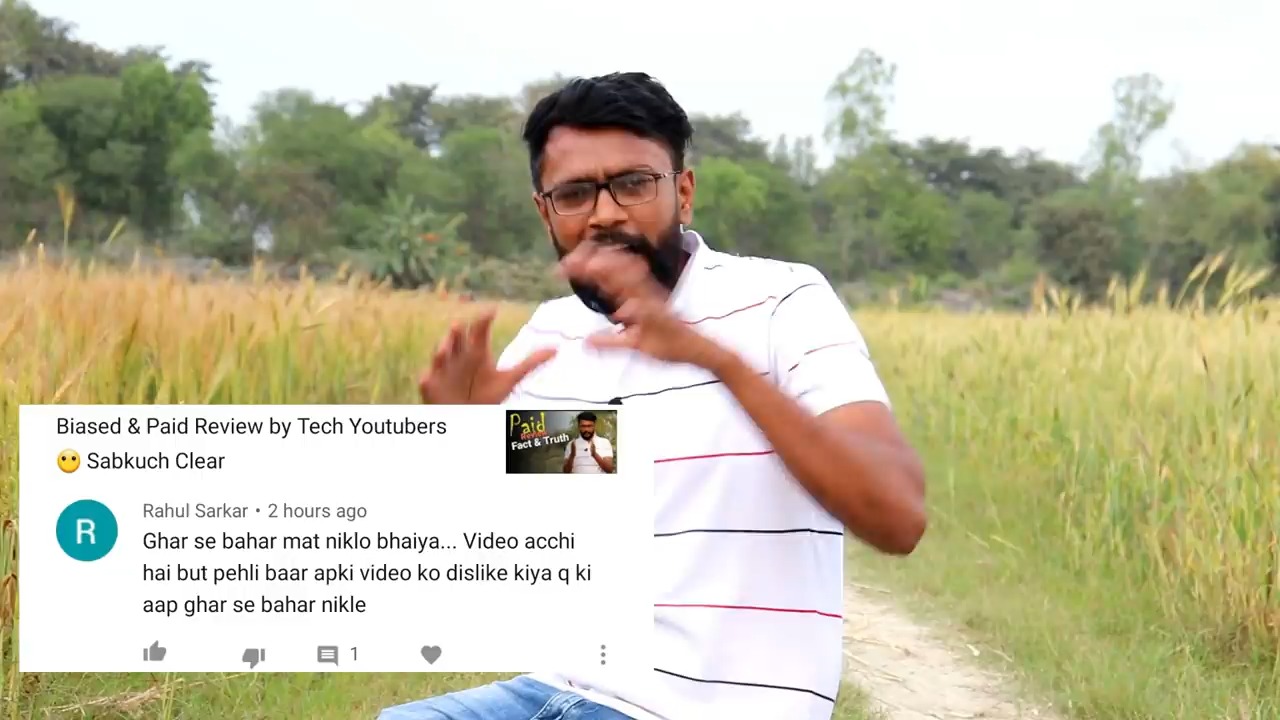 Biased & Paid Review by Tech Youtubers
😶 Sabkuch Clear
Paid
Review
Fact & Truth
R
Rahul Sarkar • 2 hours ago
Ghar se bahar mat niklo bhaiya... Video acchi
hai but pehli baar apki video ko dislike kiya q ki
aap ghar se bahar nikle
1